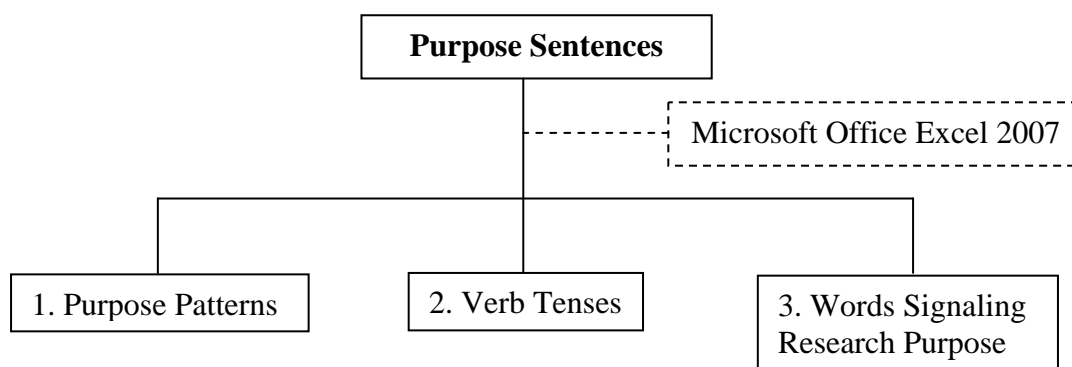 Purpose Sentences
Microsoft Office Excel 2007
1. Purpose Patterns
2. Verb Tenses
3. Words Signaling
Research Purpose